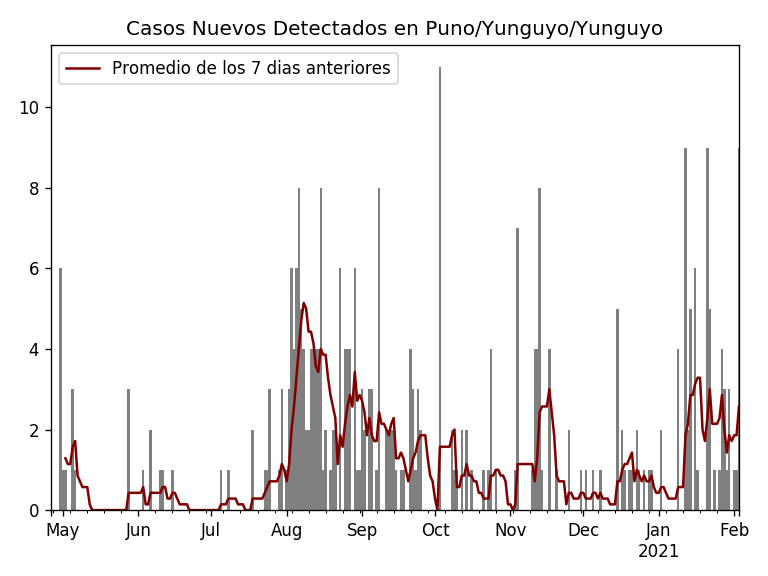 Casos Nuevos Detectados en Puno/Yunguyo/Yunguyo
Promedio de los 7 dias anteriores
10
8
6
4
2
0
May Jun Jul Aug Sep Oct Nov Dec Jan Feb
2021